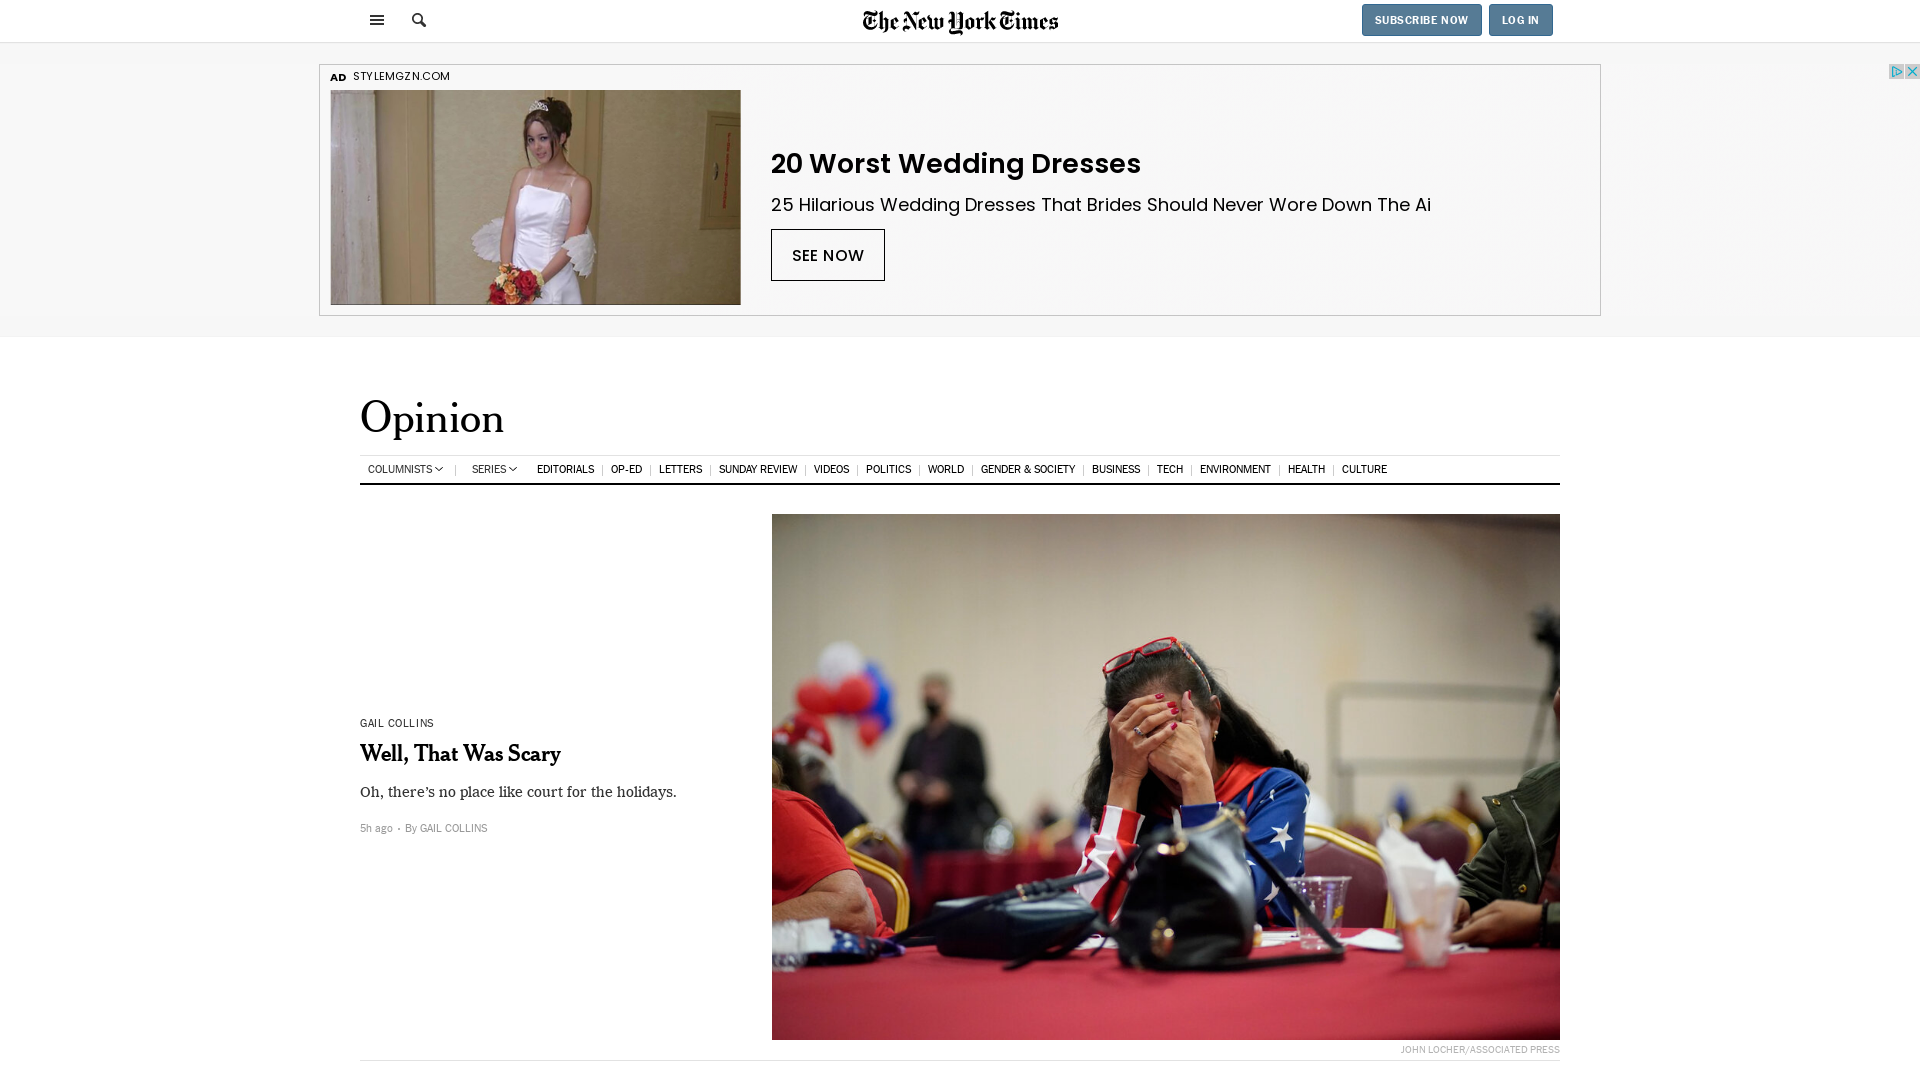 The New York Times
SUBSCRIBE NOW
LOG IN
AD STYLEMGZN.COM
20 Worst Wedding Dresses
25 Hilarious Wedding Dresses That Brides Should Never Wore Down The Ai
SEE NOW
Opinion
COLUMNISTS SERIES EDITORIALS OP-ED LETTERS SUNDAY REVIEW VIDEOS POLITICS WORLD GENDER & SOCIETY BUSINESS TECH ENVIRONMENT HEALTH CULTURE
GAIL COLLINS
Well, That Was Scary
Oh, there’s no place like court for the holidays.
5h ago • By GAIL COLLINS
JOHN LOCHER/ASSOCIATED PRESS